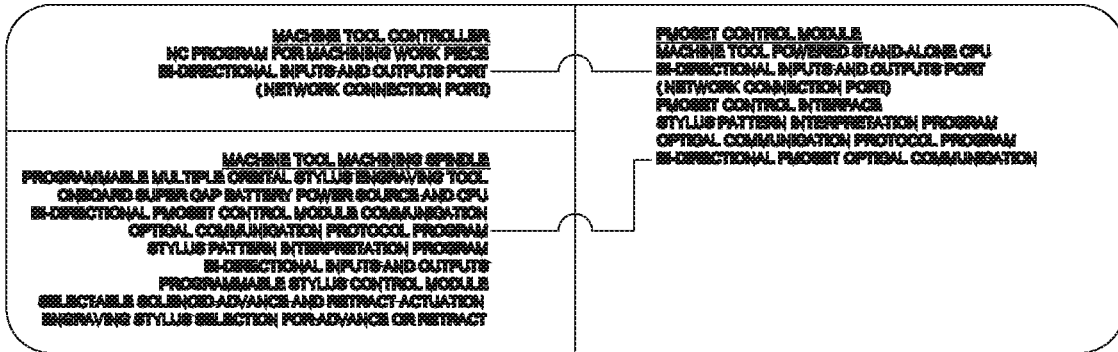 MACHINE TOOL CONTROLLER
NC PROGRAM FOR MACHINING WORK PIECE
BI-DIRECTIONAL INPUTS AND OUTPUTS PORT
(NETWORK CONNECTION PORT)
MACHINE TOOL MACHINING SPINDLE
PROGRAMMABLE MULTIPLE ORBITAL STYLUS ENGRAVING TOOL
ONBOARD SUPER CAP BATTERY POWER SOURCE AND CPU
BI-DIRECTIONAL PMOSET CONTROL MODULE COMMUNICATION
OPTICAL COMMUNICATION PROTOCOL PROGRAM
STYLUS PATTERN INTERPRETATION PROGRAM
BI-DIRECTIONAL INPUTS AND OUTPUTS
PROGRAMMABLE STYLUS CONTROL MODULE
SELECTABLE SOLENOID ADVANCE AND RETRACT ACTUATION
ENGRAVING STYLUS SELECTION FOR ADVANCE OR RETRACT
PMOSET CONTROL MODULE
MACHINE TOOL POWERED STAND-ALONE CPU
BI-DIRECTIONAL INPUTS AND OUTPUTS PORT
(NETWORK CONNECTION PORT)
PMOSET CONTROL INTERFACE
STYLUS PATTERN INTERPRETATION PROGRAM
OPTICAL COMMUNICATION PROTOCOL PROGRAM
BI-DIRECTIONAL PMOSET OPTICAL COMMUNICATION